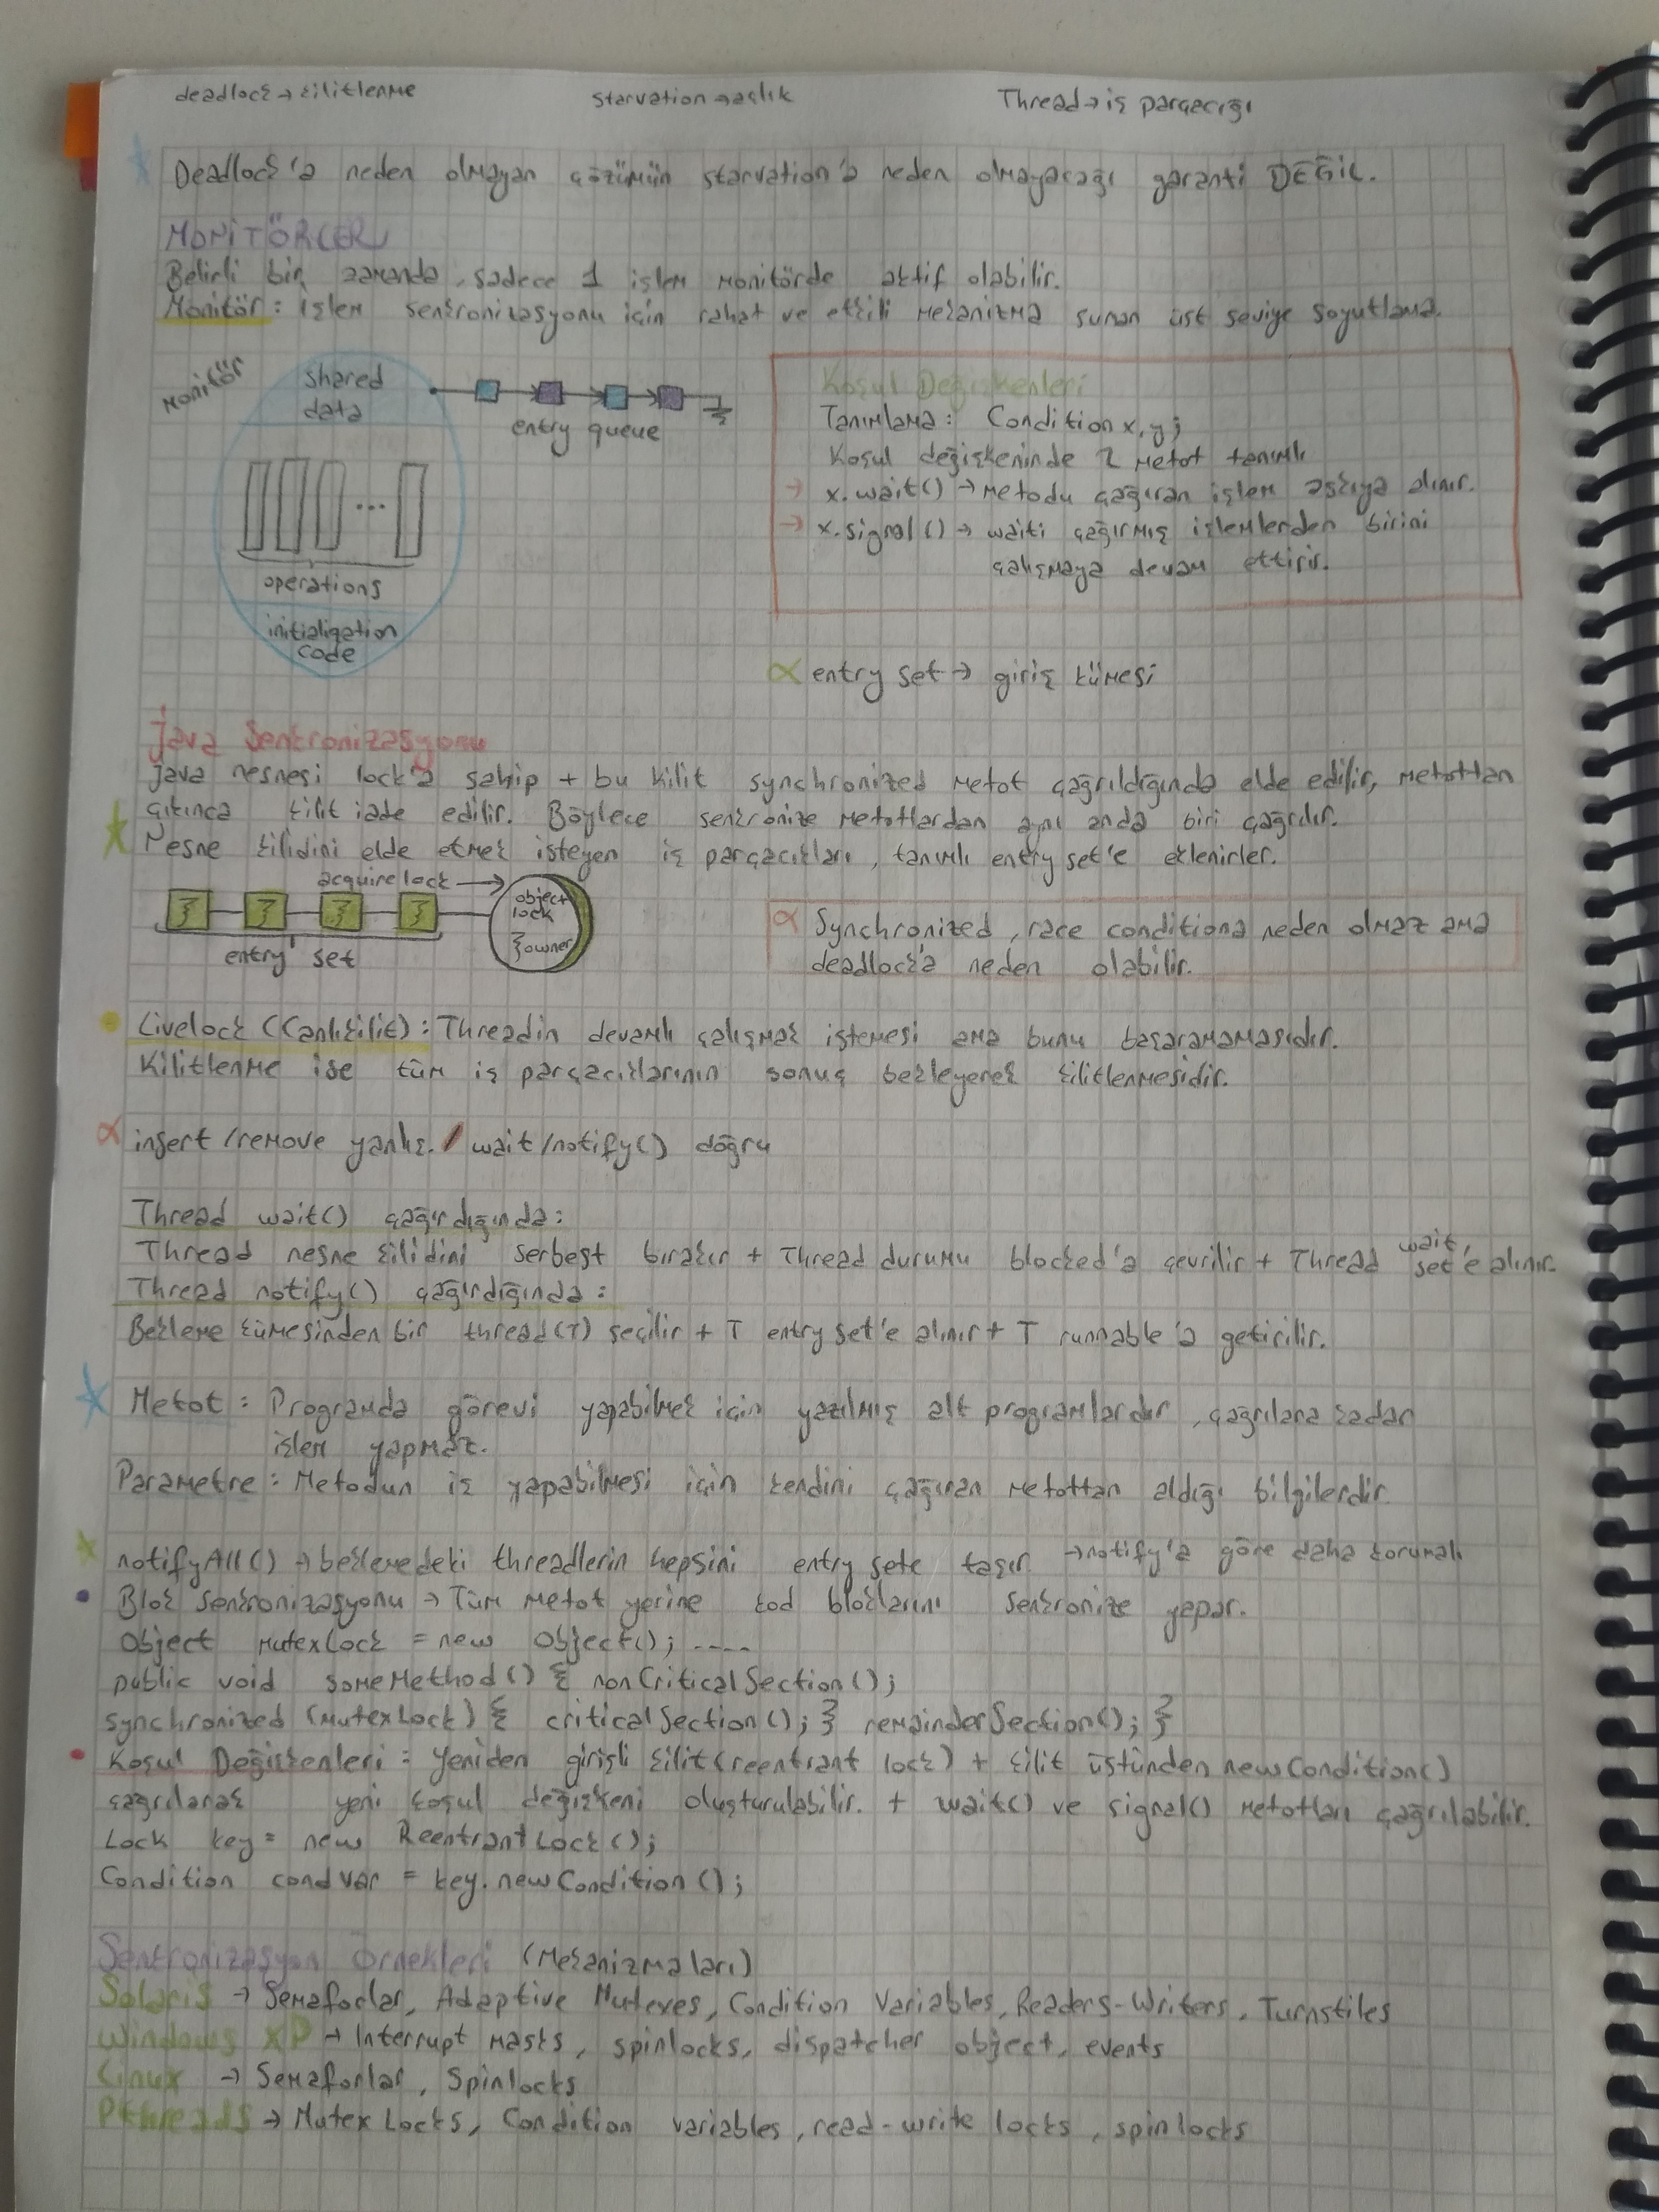 deadlock → kilitlenme   starvation → açlık   Thread → iş parçacığı
Deadlock'a neden olmayan çözümün starvation'a neden olmayacağı garanti DEĞİL.
MONİTÖRLER
Belirli bir zamanda, sadece 1 işlem monitörde aktif olabilir.
Monitör : İşlem senkronizasyonu için rahat ve etkili mekanizma sunan üst seviye soyutlama.
monitör
shared
data
entry queue
...
operations
initialization
code
Koşul Değişkenleri
Tanımlama : Condition x, y;
Koşul değişkeninde 2 metot tanımlı
→ x.wait() → metodu çağıran işlem askıya alınır.
→ x.signal() → waiti çağırmış işlemlerden birini
çalışmaya devam ettirir.
∝ entry set → giriş kümesi
Java Senkronizasyonu
Java nesnesi lock'a sahip + bu kilit synchronized metot çağrıldığında elde edilir, metottan
çıkınca kilit iade edilir. Böylece senkronize metotlardan aynı anda biri çağrılır.
Nesne kilidini elde etmek isteyen iş parçacıkları, tanımlı entry set'e eklenirler.
acquire lock →
object
lock
owner
entry set
∝ Synchronized, race conditiona neden olmaz ama
deadlock'a neden olabilir.
Livelock (Canlıkilit) : Threadin devamlı çalışmak istemesi ama bunu başaramamasıdır.
Kilitlenme ise tüm iş parçacıklarının sonuç bekleyerek kilitlenmesidir.
∝ insert /remove yanlış. / wait /notify() doğru
Thread wait() çağırdığında :
Thread nesne kilidini serbest bırakır + Thread durumu blocked'a çevrilir + Thread wait set'e alınır.
Thread notify() çağırdığında :
Bekleme kümesinden bir thread(T) seçilir + T entry set'e alınır + T runnable'a getirilir.
Metot : Programda görevi yapabilmek için yazılmış alt programlardır, çağrılana kadar
işlem yapmaz.
Parametre : Metodun iş yapabilmesi için kendini çağıran metottan aldığı bilgilerdir.
notifyAll() → beklemedeki threadlerin hepsini entry sete taşır. → notify'a göre daha korumalı
Blok Senkronizasyonu → Tüm metot yerine kod bloklarını senkronize yapar.
Object mutexLock = new Object(); ----
public void someMethod() { nonCriticalSection();
synchronized (mutexLock) { criticalSection(); } remainderSection(); }
Koşul Değişkenleri : Yeniden girişli kilit (reentrant lock) + kilit üstünden newCondition()
çağrılarak yeni koşul değişkeni oluşturulabilir. + wait() ve signal() metotları çağrılabilir.
Lock key = new ReentrantLock();
Condition condVar = key.newCondition();
Senkronizasyon Örnekleri (Mekanizmaları)
Solaris → Semaforlar, Adaptive Mutexes, Condition Variables, Readers-Writers, Turnstiles
Windows XP → Interrupt masks, spinlocks, dispatcher object, events
Linux → Semaforlar, Spinlocks
Pthreads → Mutex Locks, Condition variables, read-write locks, spin locks